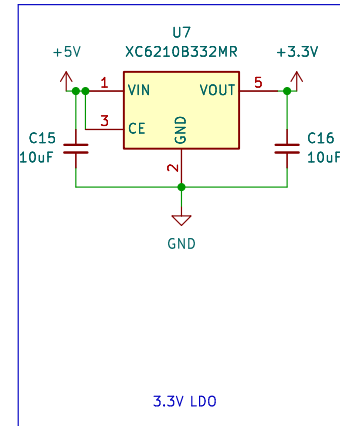 U7
+5V XC6210B332MR +3.3V
1 VIN VOUT 5
3 CE GND
C15 C16
10uF 2 10uF
GND
3.3V LDO